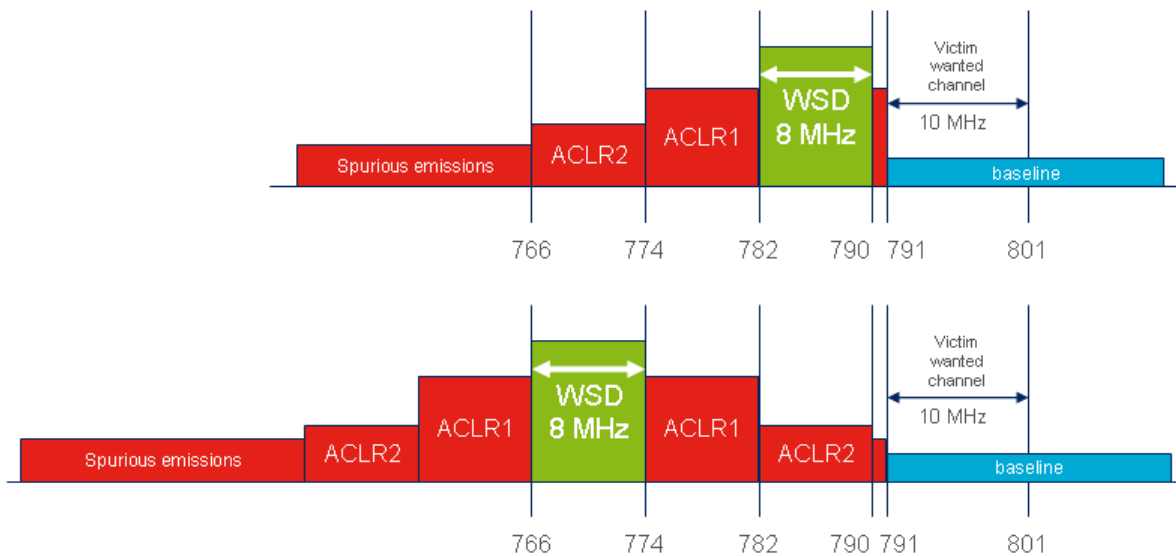 Victim
wanted
channel
WSD
8 MHz
10 MHz
ACLR1
ACLR2
Spurious emissions
baseline
766 774 782 790 791 801
Victim
wanted
channel
WSD
8 MHz
10 MHz
ACLR1 ACLR1
Spurious emissions ACLR2 ACLR2
baseline
766 774 782 790 791 801